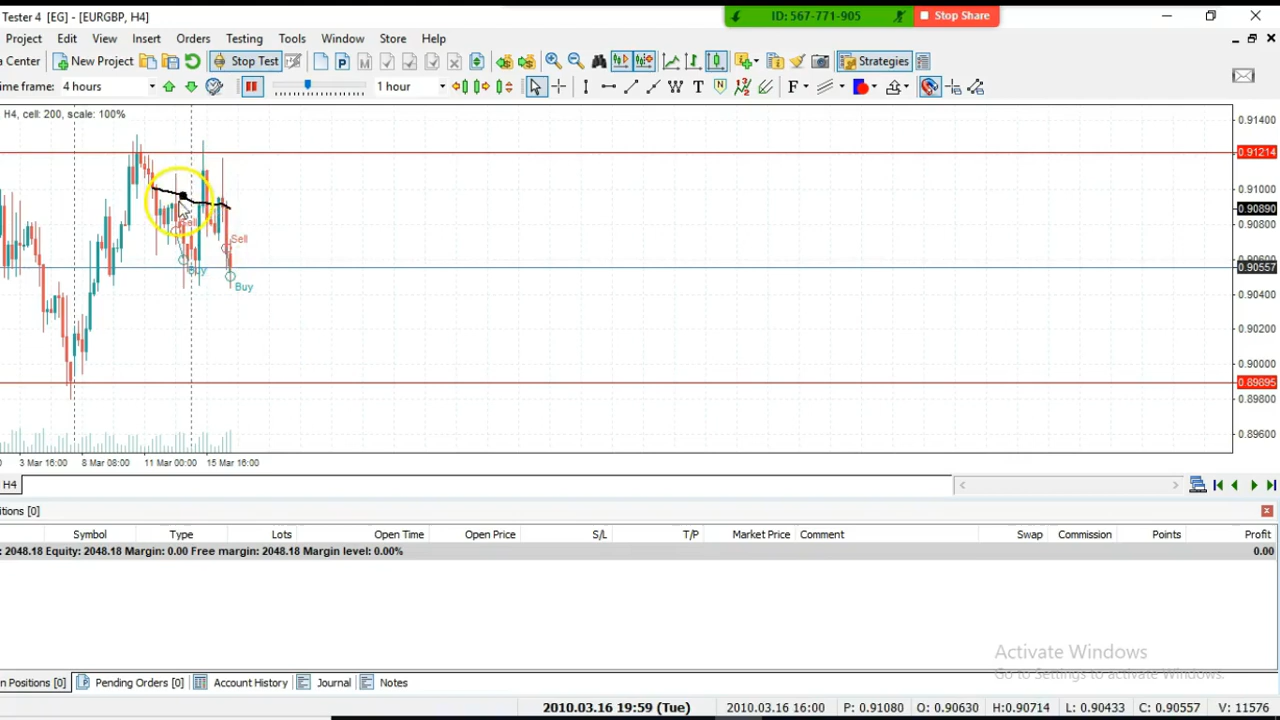 Tester 4 [EG] - [EURGBP, H4]
ID: 567-771-905
Stop Share
Project Edit View Insert Orders Testing Tools Window Store Help
a Center New Project Stop Test Strategies
ime frame: 4 hours 1 hour
H4, cell: 200, scale: 100%
0.91400
0.91214
0.91000
0.90890
0.90800
0.90600
0.90557
0.90400
0.90200
0.90000
0.89895
0.89800
0.89600
Sell
Buy
Sell
Buy
3 Mar 16:00 8 Mar 08:00 11 Mar 00:00 15 Mar 16:00
H4
itions [0]
Symbol Type Lots Open Time Open Price S/L T/P Market Price Comment Swap Commission Points Profit
: 2048.18 Equity: 2048.18 Margin: 0.00 Free margin: 2048.18 Margin level: 0.00% 0.00
Activate Windows
Go to Settings to activate Windows.
n Positions [0] Pending Orders [0] Account History Journal Notes
2010.03.16 19:59 (Tue) 2010.03.16 16:00 P: 0.91080 O: 0.90630 H:0.90714 L: 0.90433 C: 0.90557 V: 11576